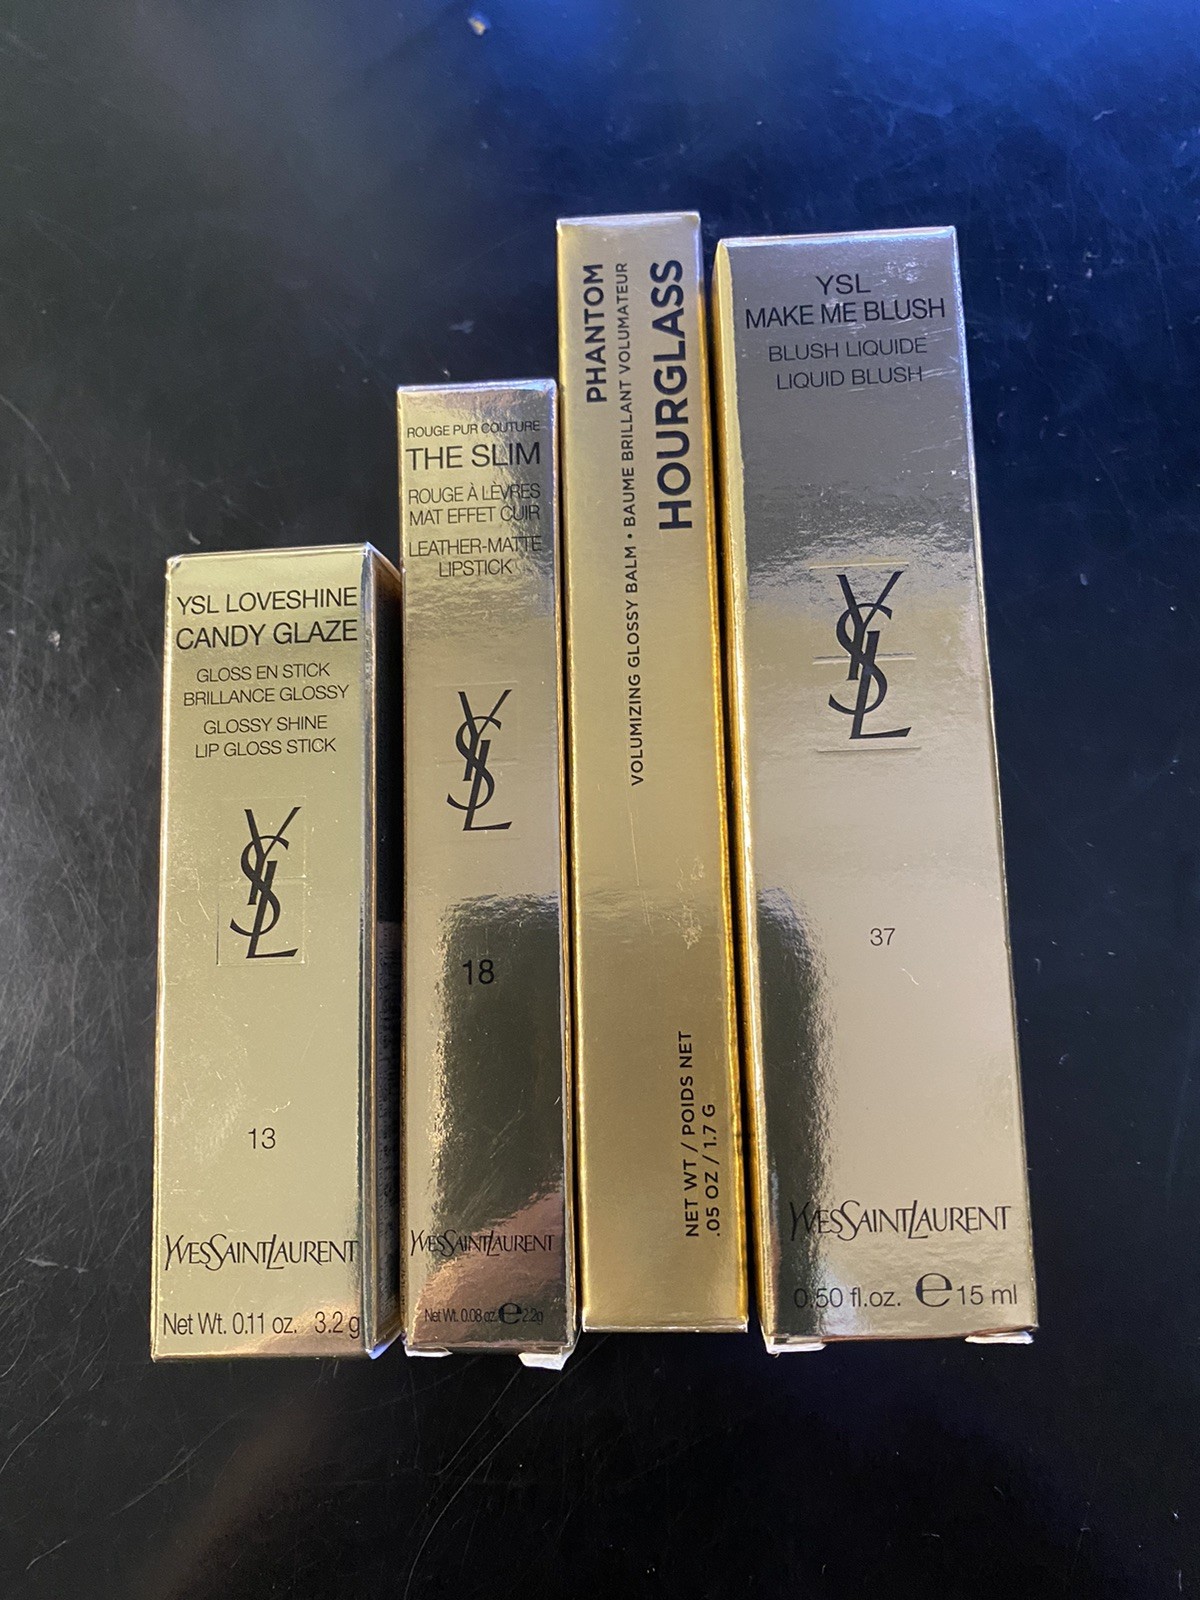 YSL LOVESHINE
CANDY GLAZE
GLOSS EN STICK
BRILLANCE GLOSSY
GLOSSY SHINE
LIP GLOSS STICK
YSL
13
YVESSAINTLAURENT
Net Wt. 0.11 oz. 3.2 g
ROUGE PUR COUTURE
THE SLIM
ROUGE À LÈVRES
MAT EFFET CUIR
LEATHER-MATTE
LIPSTICK
YSL
18
YVESSAINTLAURENT
Net Wt. 0.08 oz. e 2.2g
PHANTOM
VOLUMIZING GLOSSY BALM • BAUME BRILLANT VOLUMATEUR
HOURGLASS
NET WT / POIDS NET
.05 OZ / 1.7 G
YSL
MAKE ME BLUSH
BLUSH LIQUIDE
LIQUID BLUSH
YSL
37
YVESSAINTLAURENT
0.50 fl.oz. e 15 ml